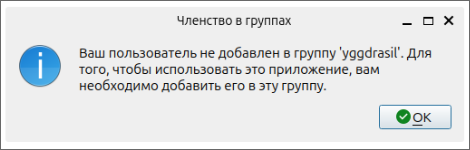 Членство в группах
Ваш пользователь не добавлен в группу 'yggdrasil'. Для
того, чтобы использовать это приложение, вам
необходимо добавить его в эту группу.
OK